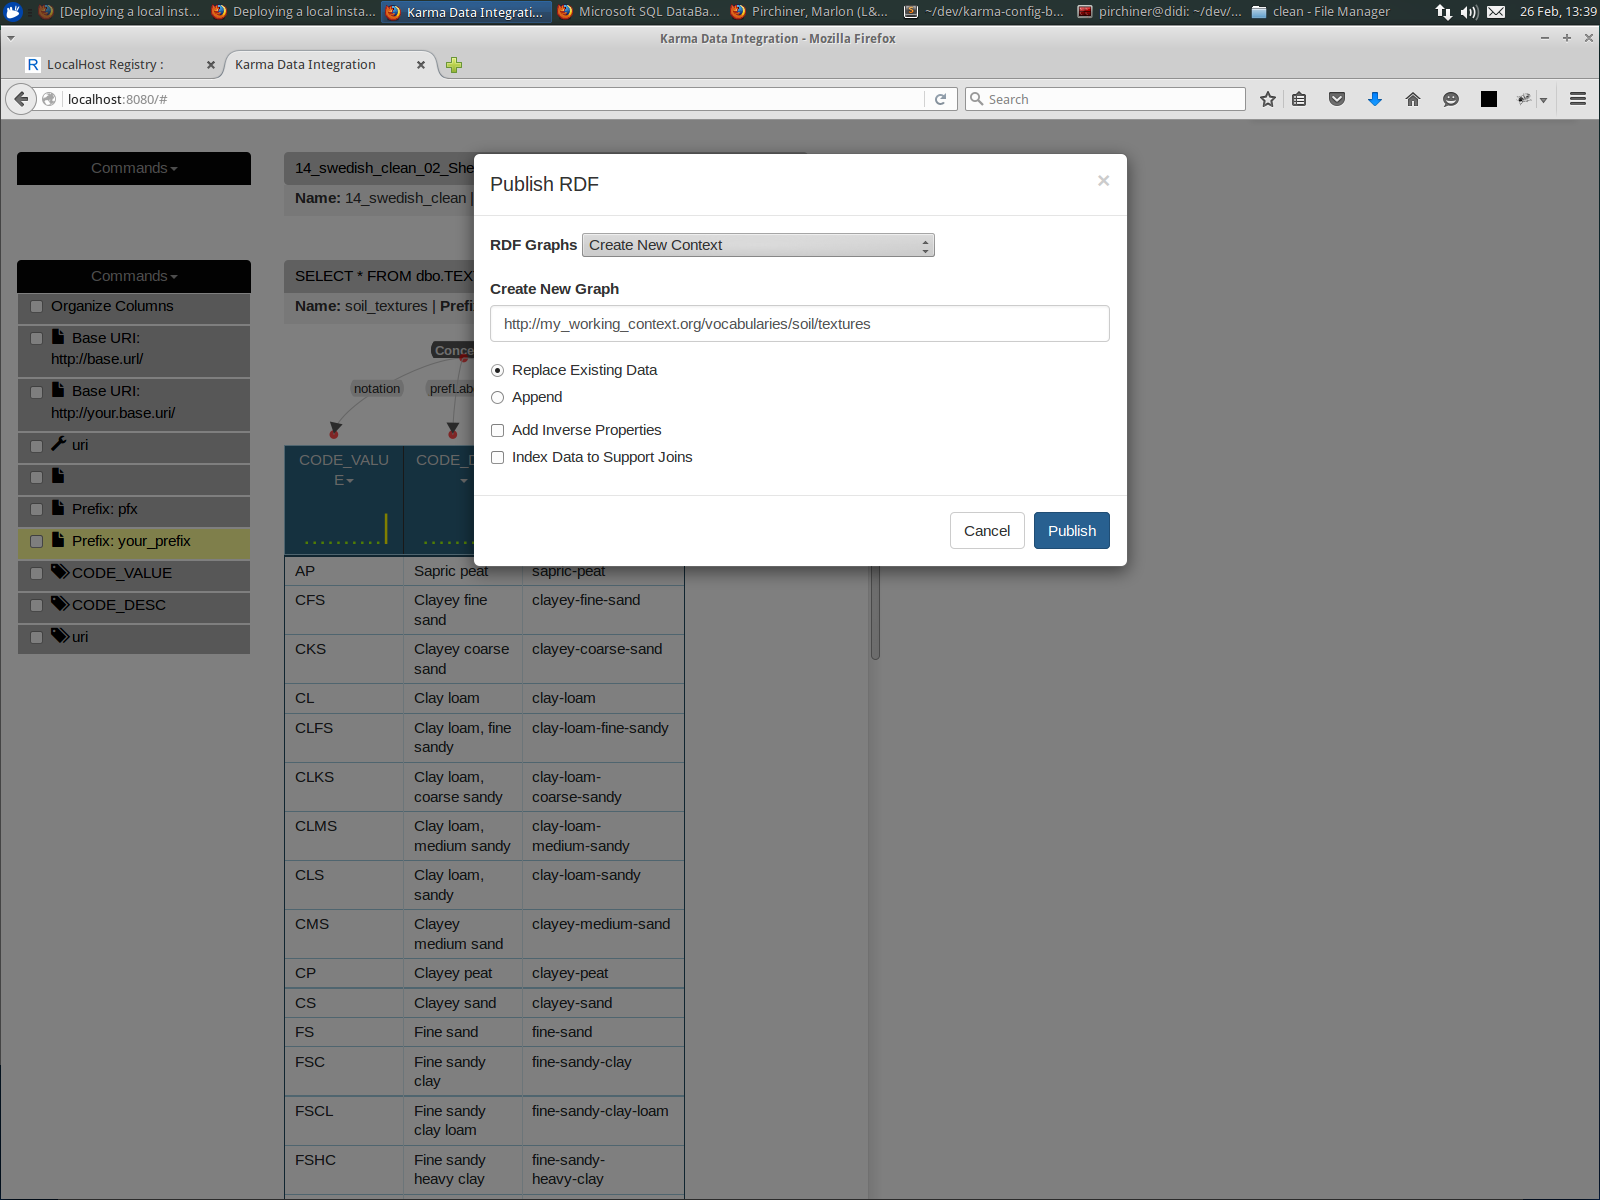 [Deploying a local inst... Deploying a local insta... Karma Data Integrati... Microsoft SQL DataBa... Pirchiner, Marlon (L&... ~/dev/karma-config-b... pirchiner@didi: ~/dev/... clean - File Manager 26 Feb, 13:39
Karma Data Integration - Mozilla Firefox
R LocalHost Registry : Karma Data Integration
localhost:8080/# Search
Commands
14_swedish_clean_02_She
Name: 14_swedish_clean |
Commands
Organize Columns
Base URI:
http://base.url/
Base URI:
http://your.base.uri/
uri
Prefix: pfx
Prefix: your_prefix
CODE_VALUE
CODE_DESC
uri
SELECT * FROM dbo.TEX
Name: soil_textures | Prefi
Conce
notation prefLab
CODE_VALU
E
CODE_D
Publish RDF ×
RDF Graphs Create New Context
Create New Graph
http://my_working_context.org/vocabularies/soil/textures
Replace Existing Data
Append
Add Inverse Properties
Index Data to Support Joins
Cancel Publish
AP Sapric peat sapric-peat
CFS Clayey fine clayey-fine-sand
sand
CKS Clayey coarse clayey-coarse-sand
sand
CL Clay loam clay-loam
CLFS Clay loam, fine clay-loam-fine-sandy
sandy
CLKS Clay loam, clay-loam-
coarse sandy coarse-sandy
CLMS Clay loam, clay-loam-
medium sandy medium-sandy
CLS Clay loam, clay-loam-sandy
sandy
CMS Clayey clayey-medium-sand
medium sand
CP Clayey peat clayey-peat
CS Clayey sand clayey-sand
FS Fine sand fine-sand
FSC Fine sandy fine-sandy-clay
clay
FSCL Fine sandy fine-sandy-clay-loam
clay loam
FSHC Fine sandy fine-sandy-
heavy clay heavy-clay